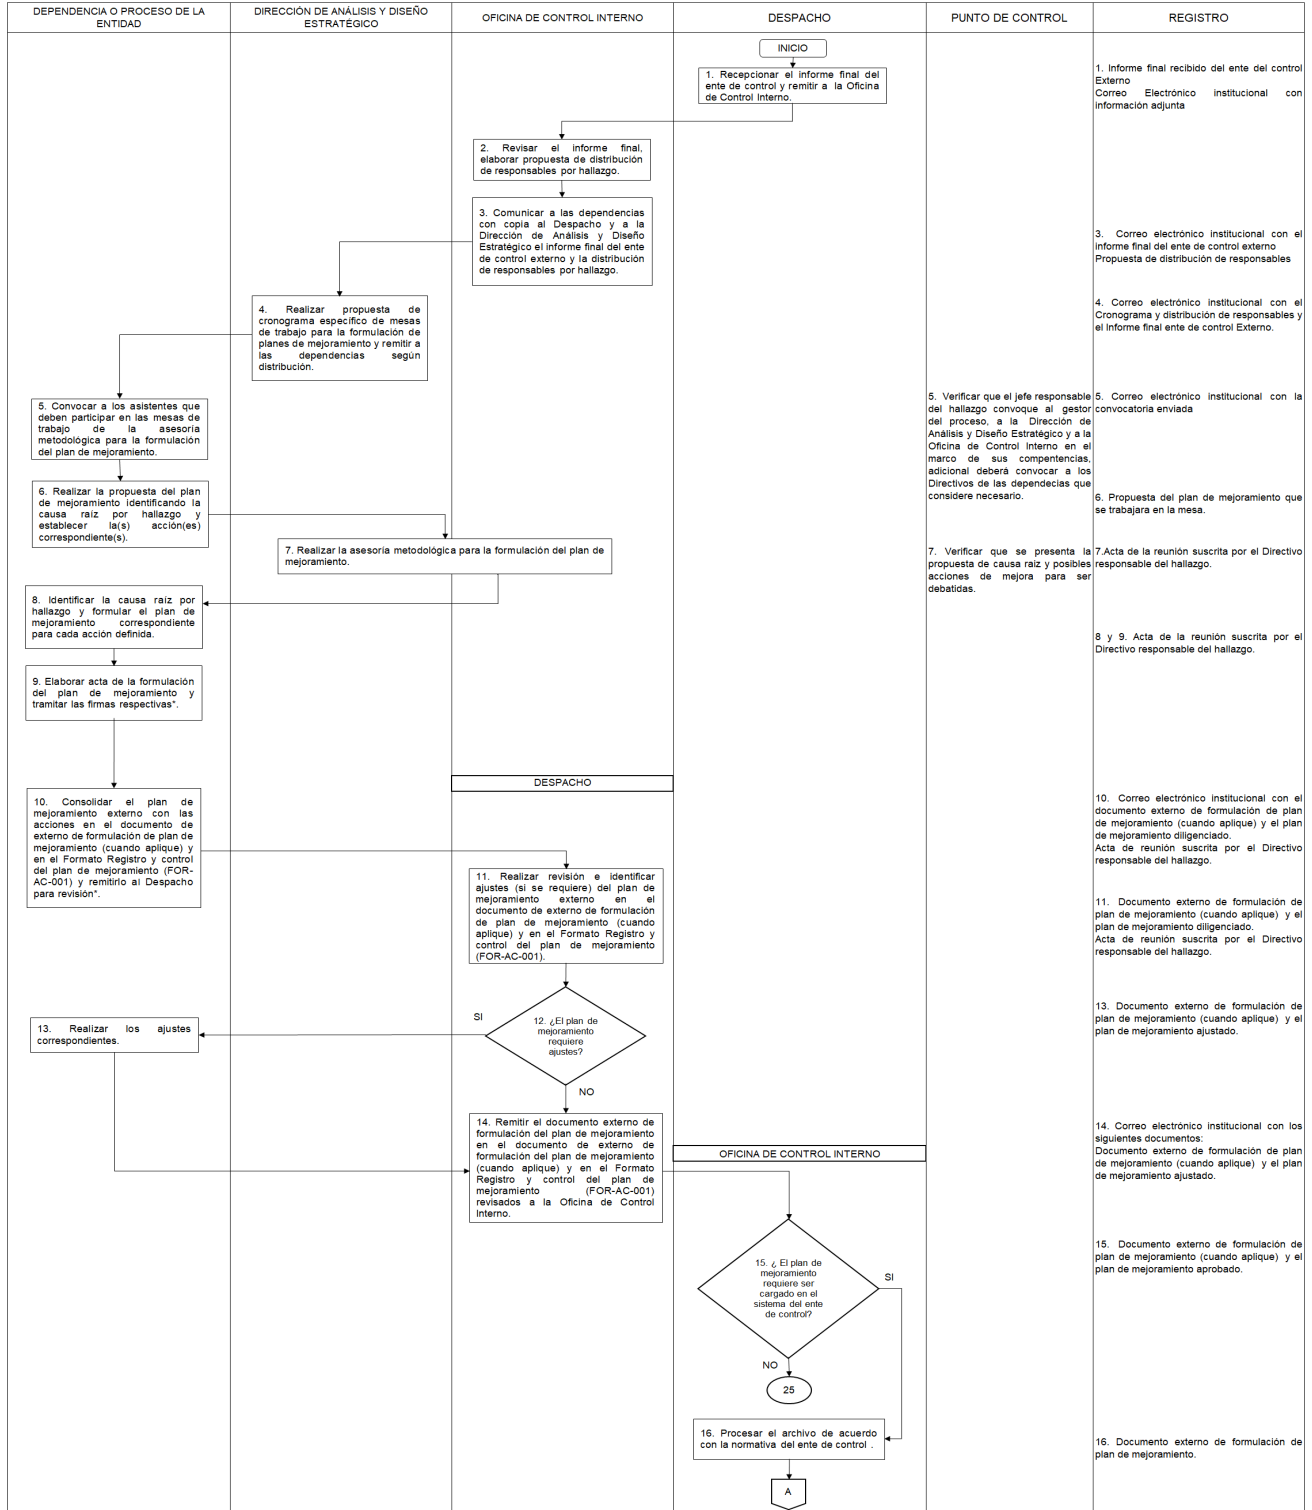 DEPENDENCIA O PROCESO DE LA
ENTIDAD
DIRECCIÓN DE ANÁLISIS Y DISEÑO
ESTRATÉGICO
OFICINA DE CONTROL INTERNO
DESPACHO
PUNTO DE CONTROL
REGISTRO
INICIO
1. Recepcionar el informe final del
ente de control y remitir a la Oficina
de Control Interno.
1. Informe final recibido del ente del control
Externo
Correo Electrónico institucional con
información adjunta
2. Revisar el informe final,
elaborar propuesta de distribución
de responsables por hallazgo.
3. Comunicar a las dependencias
con copia al Despacho y a la
Dirección de Análisis y Diseño
Estratégico el informe final del ente
de control externo y la distribución
de responsables por hallazgo.
3. Correo electrónico institucional con el
informe final del ente de control externo
Propuesta de distribución de responsables
4. Realizar propuesta de
cronograma específico de mesas
de trabajo para la formulación de
planes de mejoramiento y remitir a
las dependencias según
distribución.
4. Correo electrónico institucional con el
Cronograma y distribución de responsables y
el Informe final ente de control Externo.
5. Convocar a los asistentes que
deben participar en las mesas de
trabajo de la asesoría
metodológica para la formulación
del plan de mejoramiento.
5. Verificar que el jefe responsable
del hallazgo convoque al gestor
del proceso, a la Dirección de
Análisis y Diseño Estratégico y a la
Oficina de Control Interno en el
marco de sus compentencias,
adicional deberá convocar a los
Directivos de las dependecias que
considere necesario.
5. Correo electrónico institucional con la
convocatoria enviada
6. Realizar la propuesta del plan
de mejoramiento identificando la
causa raíz por hallazgo y
establecer la(s) acción(es)
correspondiente(s).
6. Propuesta del plan de mejoramiento que
se trabajara en la mesa.
7. Realizar la asesoría metodológica para la formulación del plan de
mejoramiento.
7. Verificar que se presenta la
propuesta de causa raiz y posibles
acciones de mejora para ser
debatidas.
7.Acta de la reunión suscrita por el Directivo
responsable del hallazgo.
8. Identificar la causa raíz por
hallazgo y formular el plan de
mejoramiento correspondiente
para cada acción definida.
8 y 9. Acta de la reunión suscrita por el
Directivo responsable del hallazgo.
9. Elaborar acta de la formulación
del plan de mejoramiento y
tramitar las firmas respectivas*.
DESPACHO
10. Consolidar el plan de
mejoramiento externo con las
acciones en el documento de
externo de formulación de plan de
mejoramiento (cuando aplique) y
en el Formato Registro y control
del plan de mejoramiento (FOR-
AC-001) y remitirlo al Despacho
para revisión*.
10. Correo electrónico institucional con el
documento externo de formulación de plan
de mejoramiento (cuando aplique) y el plan
de mejoramiento diligenciado.
Acta de reunión suscrita por el Directivo
responsable del hallazgo.
11. Realizar revisión e identificar
ajustes (si se requiere) del plan de
mejoramiento externo en el
documento de externo de formulación
de plan de mejoramiento (cuando
aplique) y en el Formato Registro y
control del plan de mejoramiento
(FOR-AC-001).
11. Documento externo de formulación de
plan de mejoramiento (cuando aplique) y el
plan de mejoramiento diligenciado.
Acta de reunión suscrita por el Directivo
responsable del hallazgo.
12. ¿El plan de
mejoramiento
requiere
ajustes?
SI
NO
13. Realizar los ajustes
correspondientes.
13. Documento externo de formulación de
plan de mejoramiento (cuando aplique) y el
plan de mejoramiento ajustado.
14. Remitir el documento externo de
formulación del plan de mejoramiento
en el documento de externo de
formulación del plan de mejoramiento
(cuando aplique) y en el Formato
Registro y control del plan de
mejoramiento (FOR-AC-001)
revisados a la Oficina de Control
Interno.
14. Correo electrónico institucional con los
siguientes documentos:
Documento externo de formulación de plan
de mejoramiento (cuando aplique) y el plan
de mejoramiento ajustado.
OFICINA DE CONTROL INTERNO
15. ¿ El plan de
mejoramiento
requiere ser
cargado en el
sistema del ente
de control?
SI
NO
15. Documento externo de formulación de
plan de mejoramiento (cuando aplique) y el
plan de mejoramiento aprobado.
25
16. Procesar el archivo de acuerdo
con la normativa del ente de control .
16. Documento externo de formulación de
plan de mejoramiento.
A